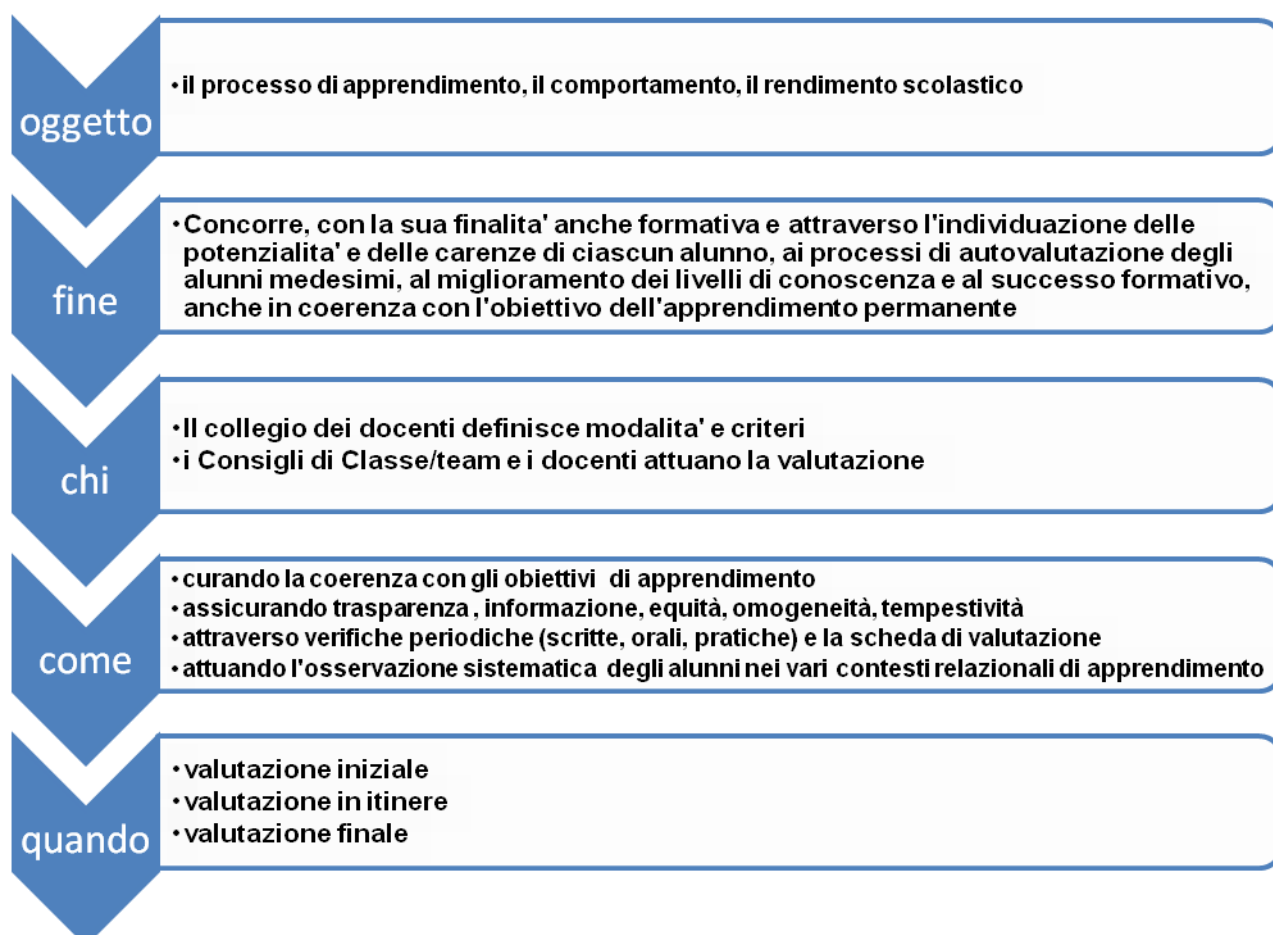 oggetto
•il processo di apprendimento, il comportamento, il rendimento scolastico
fine
•Concorre, con la sua finalita' anche formativa e attraverso l'individuazione delle
potenzialita' e delle carenze di ciascun alunno, ai processi di autovalutazione degli
alunni medesimi, al miglioramento dei livelli di conoscenza e al successo formativo,
anche in coerenza con l'obiettivo dell'apprendimento permanente
chi
•Il collegio dei docenti definisce modalita' e criteri
•i Consigli di Classe/team e i docenti attuano la valutazione
come
•curando la coerenza con gli obiettivi di apprendimento
•assicurando trasparenza , informazione, equità, omogeneità, tempestività
•attraverso verifiche periodiche (scritte, orali, pratiche) e la scheda di valutazione
•attuando l'osservazione sistematica degli alunni nei vari contesti relazionali di apprendimento
quando
•valutazione iniziale
•valutazione in itinere
•valutazione finale